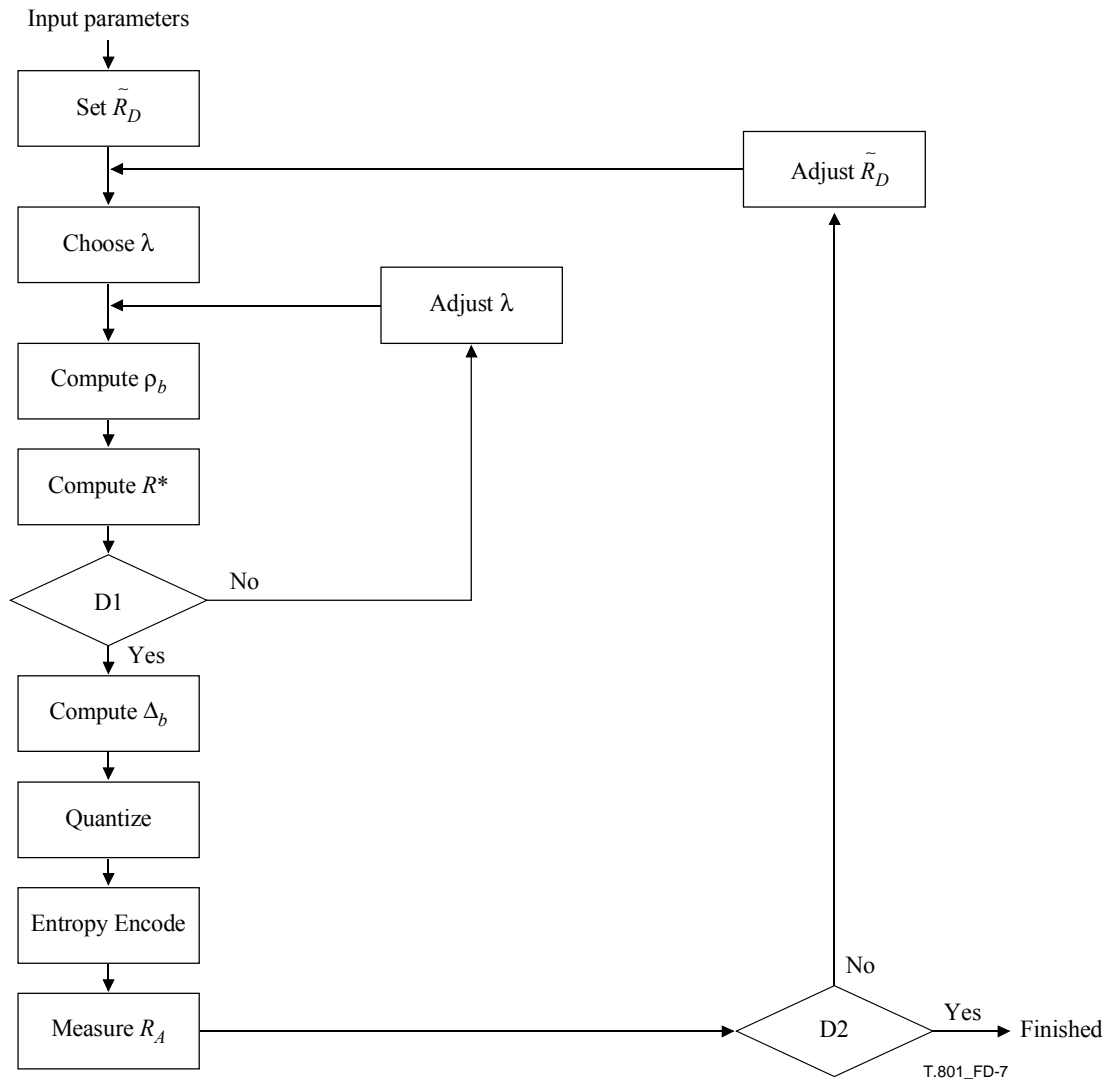 Input parameters
Set R̃_D
Adjust R̃_D
Choose λ
Adjust λ
Compute ρ_b
Compute R*
D1
No
Yes
Compute Δ_b
Quantize
Entropy Encode
Measure R_A
D2
No
Yes
Finished
T.801_FD-7